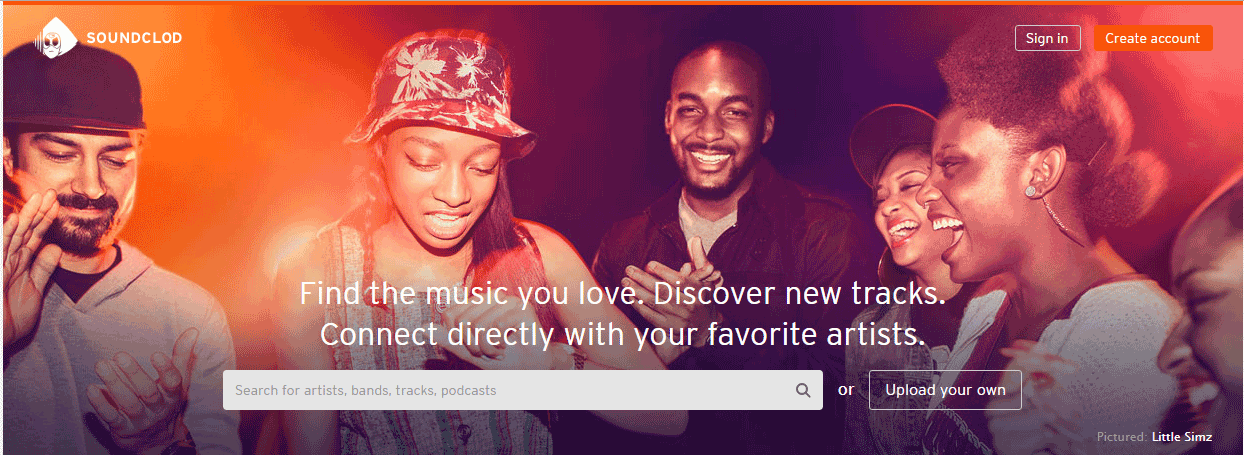 SOUNDCLOD
Sign in
Create account
Find the music you love. Discover new tracks.
Connect directly with your favorite artists.
Search for artists, bands, tracks, podcasts
or
Upload your own
Pictured: Little Simz